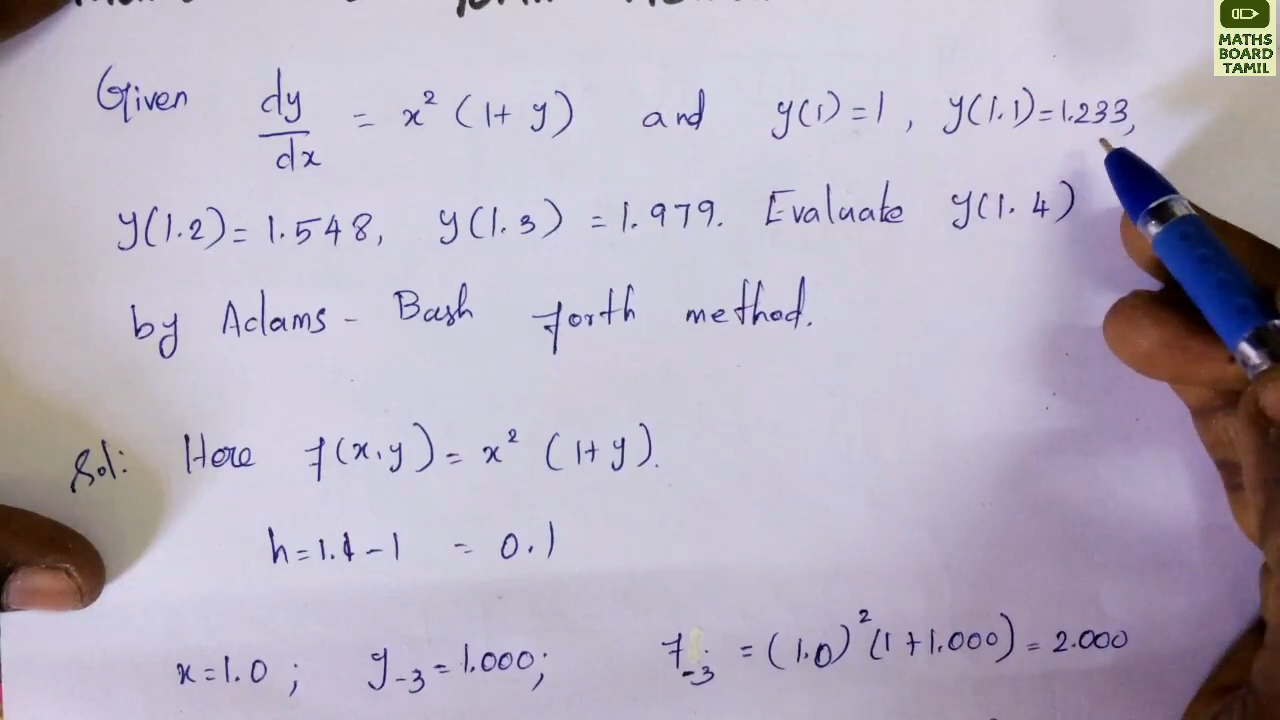 MATHS
BOARD
TAMIL
Given dy/dx = x² (1+ y) and y(1) = 1, y(1.1) = 1.233,
y(1.2) = 1.548, y(1.3) = 1.979. Evaluate y(1.4)
by Adams - Bash forth method.
Sol: Here f(x,y) = x² (1+ y).
h = 1.1 - 1 = 0.1
x = 1.0 ; y₋₃ = 1.000; f₋₃ = (1.0)² (1 + 1.000) = 2.000